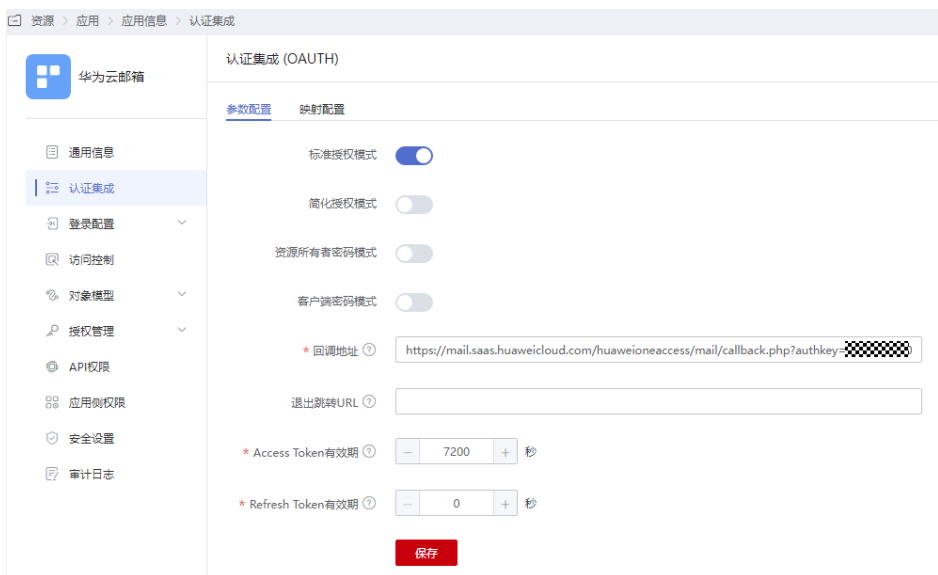 资源 > 应用 > 应用信息 > 认证集成
华为云邮箱
通用信息
认证集成
登录配置
访问控制
对象模型
授权管理
API权限
应用侧权限
安全设置
审计日志
认证集成 (OAUTH)
参数配置 映射配置
标准授权模式
简化授权模式
资源所有者密码模式
客户端密码模式
* 回调地址 ? https://mail.saas.huaweicloud.com/huaweioneaccess/mail/callback.php?authkey=
退出跳转URL ?
* Access Token有效期 ? − 7200 + 秒
* Refresh Token有效期 ? − 0 + 秒
保存